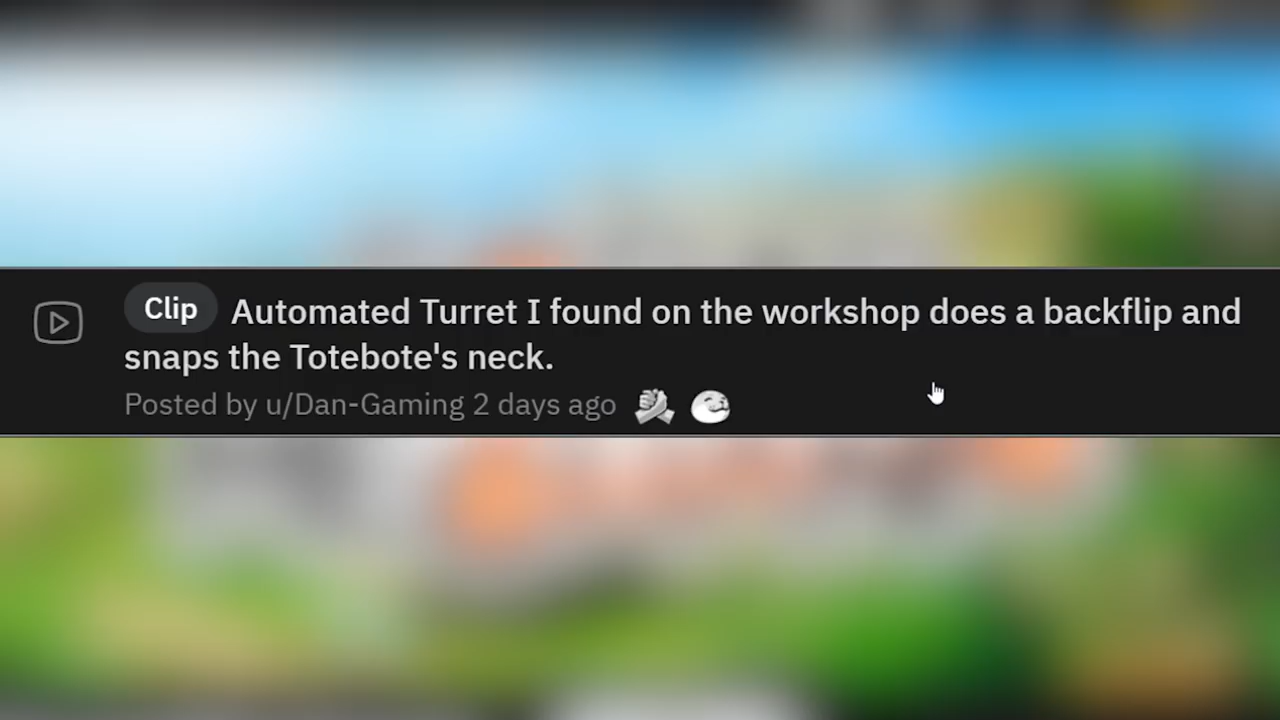 Clip Automated Turret I found on the workshop does a backflip and
snaps the Totebote's neck.
Posted by u/Dan-Gaming 2 days ago